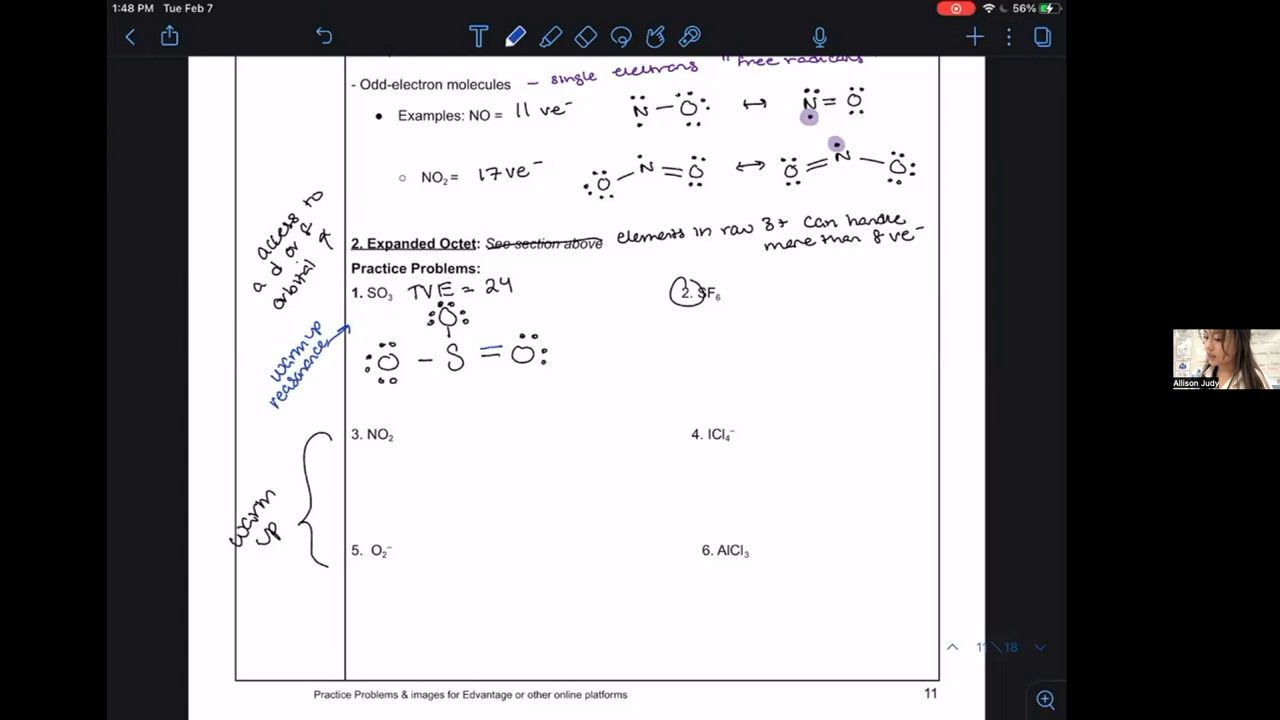 1:48 PM Tue Feb 7
56%
- single electrons "free radicals"
- Odd-electron molecules
• Examples: NO = 11 ve⁻
N – O ↔ N = O
○ NO₂ = 17 ve⁻
O – N = O ↔ O = N – O
access to
a d or f
orbital
2. Expanded Octet: See section above elements in row 3+ can handle
more than 8 ve⁻
Practice Problems:
1. SO₃ TVE = 24
2. SF₆
O
O – S = O
warm up
resonance
3. NO₂
4. ICl₄⁻
warm
up
5. O₂⁻
6. AlCl₃
11 \ 18
Practice Problems & images for Edvantage or other online platforms
11
Allison Judy